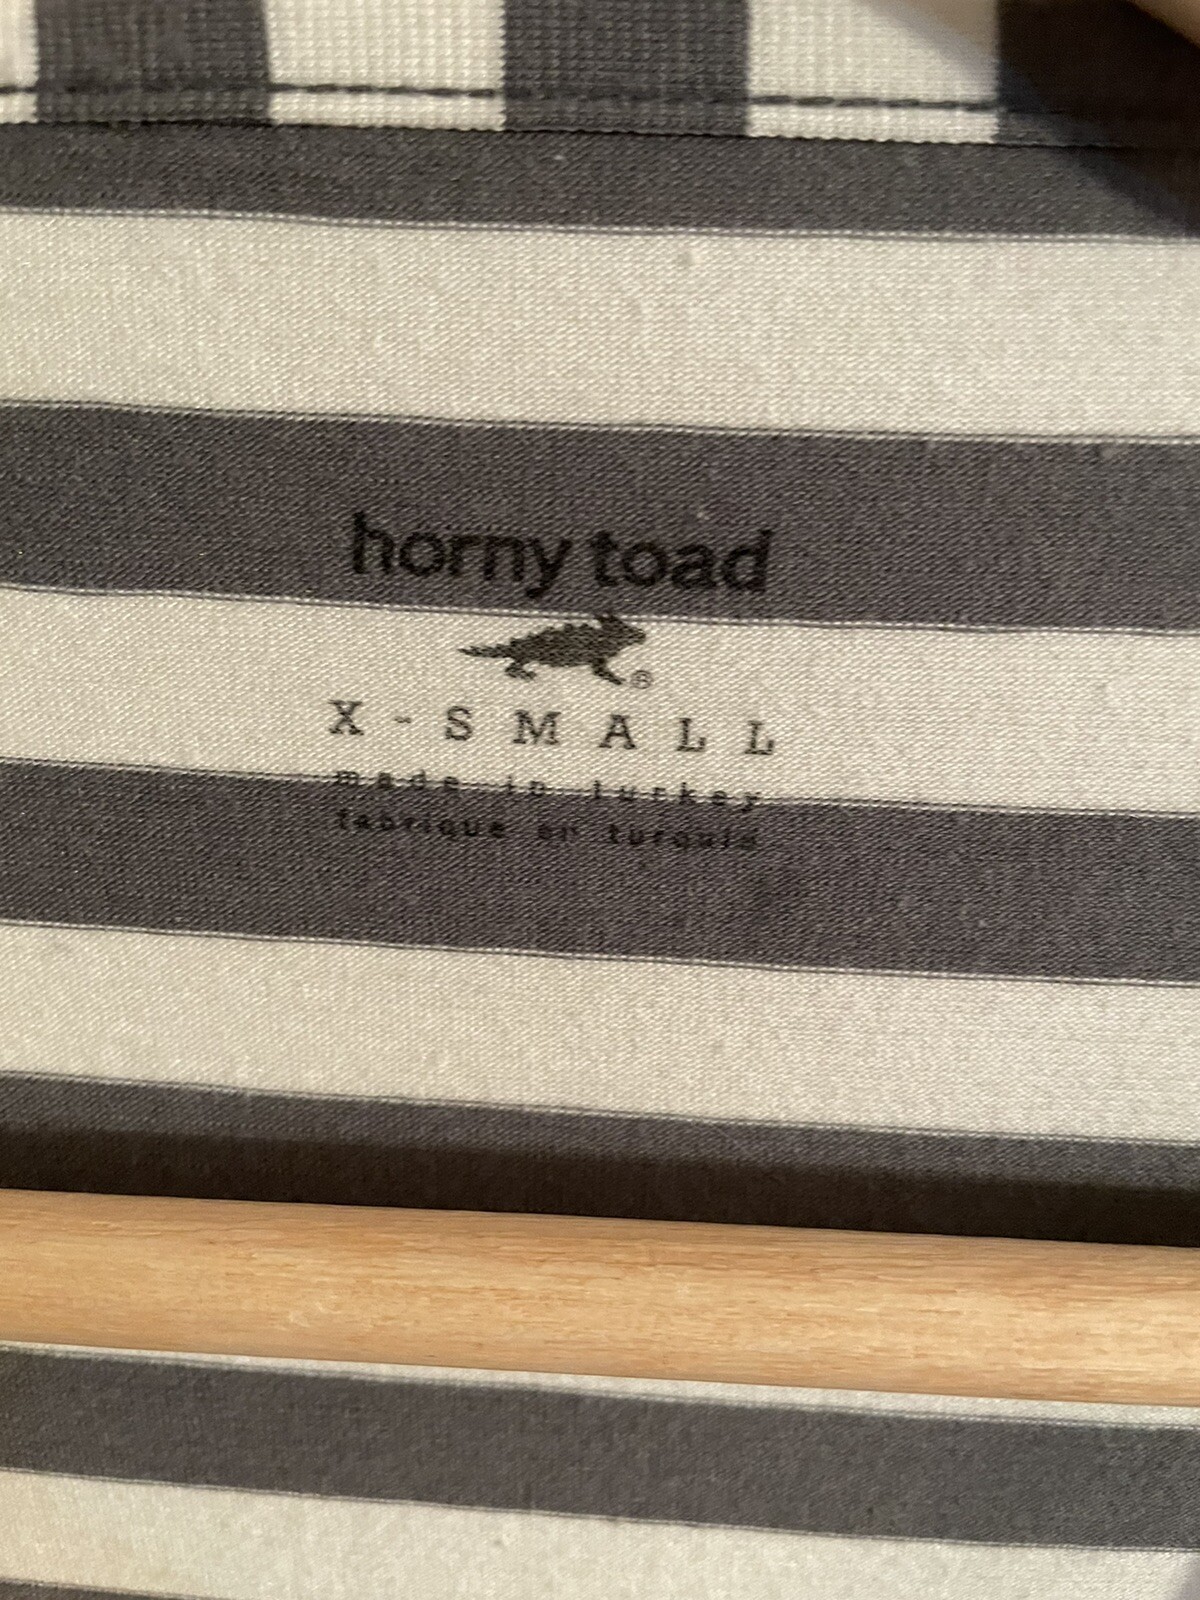 horny toad
®
X-SMALL
made in turkey
fabrique en turquie